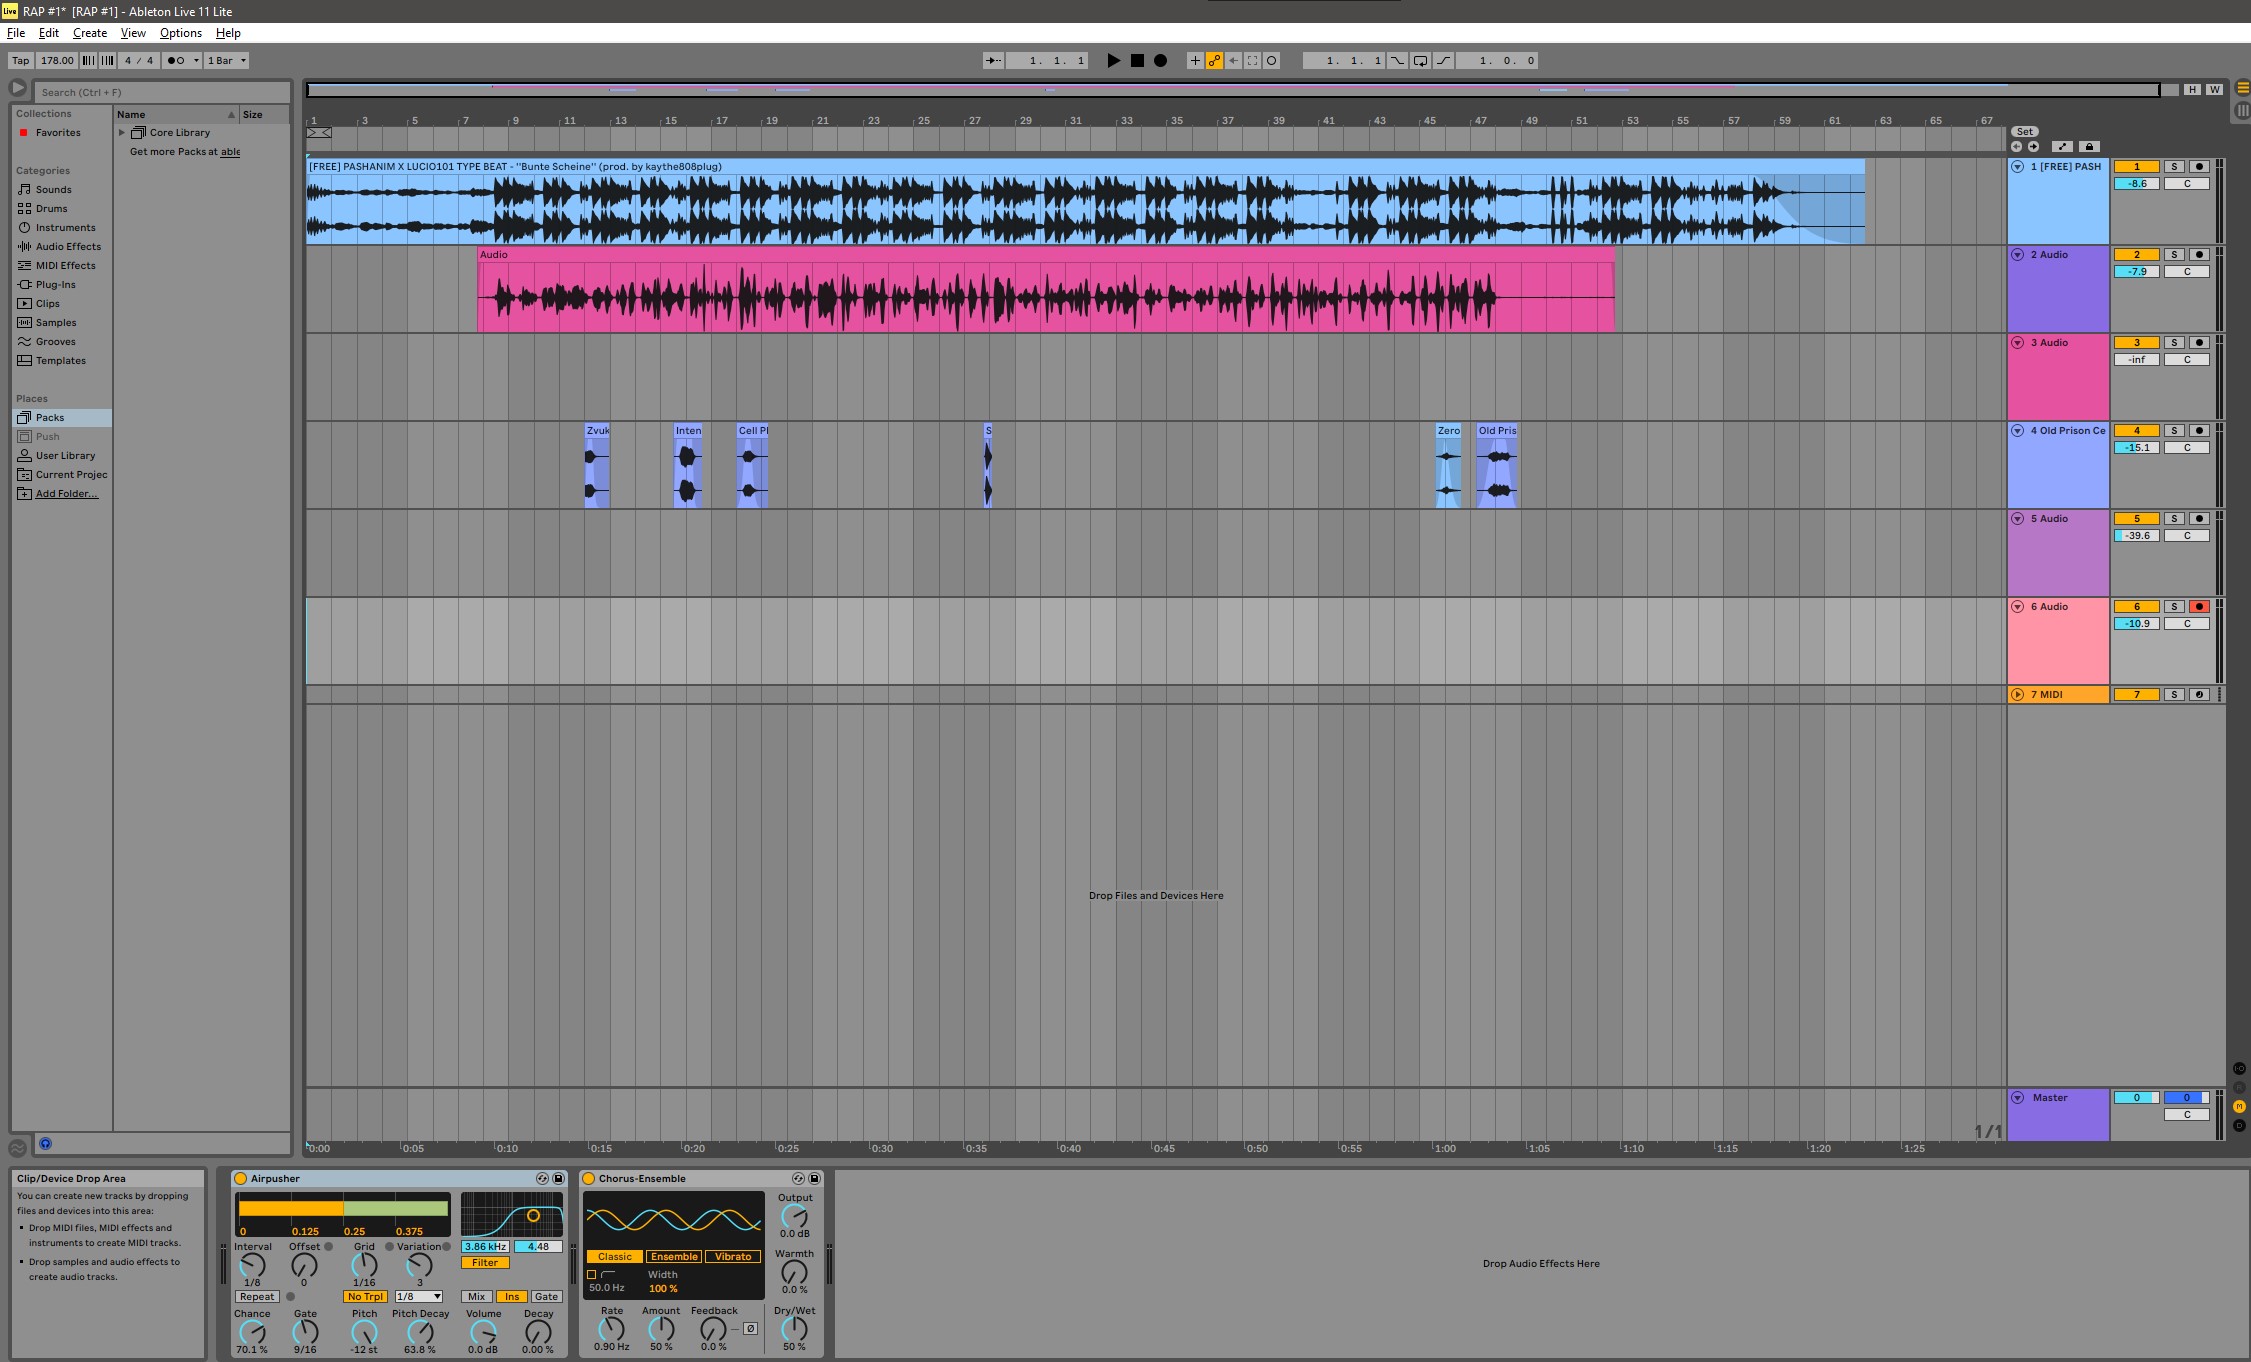 RAP #1* [RAP #1] - Ableton Live 11 Lite
File Edit Create View Options Help
Tap 178.00 4 / 4 1 Bar 1. 1. 1 1. 1. 1 1. 0. 0
Search (Ctrl + F)
H W
Collections
Favorites
Categories
Sounds
Drums
Instruments
Audio Effects
MIDI Effects
Plug-Ins
Clips
Samples
Grooves
Templates
Places
Packs
Push
User Library
Current Projec
Add Folder...
Name Size
Core Library
Get more Packs at able
1 3 5 7 9 11 13 15 17 19 21 23 25 27 29 31 33 35 37 39 41 43 45 47 49 51 53 55 57 59 61 63 65 67
Set
[FREE] PASHANIM X LUCIO101 TYPE BEAT - "Bunte Scheine" (prod. by kaythe808plug)
1 [FREE] PASH 1 S
-8.6 C
Audio
2 Audio 2 S
-7.9 C
3 Audio 3 S
-inf C
Zvuk Inten Cell Pl S Zero Old Pris
4 Old Prison Ce 4 S
-15.1 C
5 Audio 5 S
-39.6 C
6 Audio 6 S
-10.9 C
7 MIDI 7 S
Drop Files and Devices Here
Master 0 0
C
1/1
0:00 0:05 0:10 0:15 0:20 0:25 0:30 0:35 0:40 0:45 0:50 0:55 1:00 1:05 1:10 1:15 1:20 1:25
Clip/Device Drop Area
You can create new tracks by dropping
files and devices into this area:
Drop MIDI files, MIDI effects and
instruments to create MIDI tracks.
Drop samples and audio effects to
create audio tracks.
Airpusher
0 0.125 0.25 0.375
Interval Offset Grid Variation
1/8 0 1/16 3
Repeat No Trpl 1/8
Chance Gate Pitch Pitch Decay
70.1 % 9/16 -12 st 63.8 %
3.86 kHz 4.48
Filter
Mix Ins Gate
Volume Decay
0.0 dB 0.00 %
Chorus-Ensemble
Classic Ensemble Vibrato
Width
50.0 Hz 100 %
Rate Amount Feedback
0.90 Hz 50 % 0.0 % Ø
Output
0.0 dB
Warmth
0.0 %
Dry/Wet
50 %
Drop Audio Effects Here